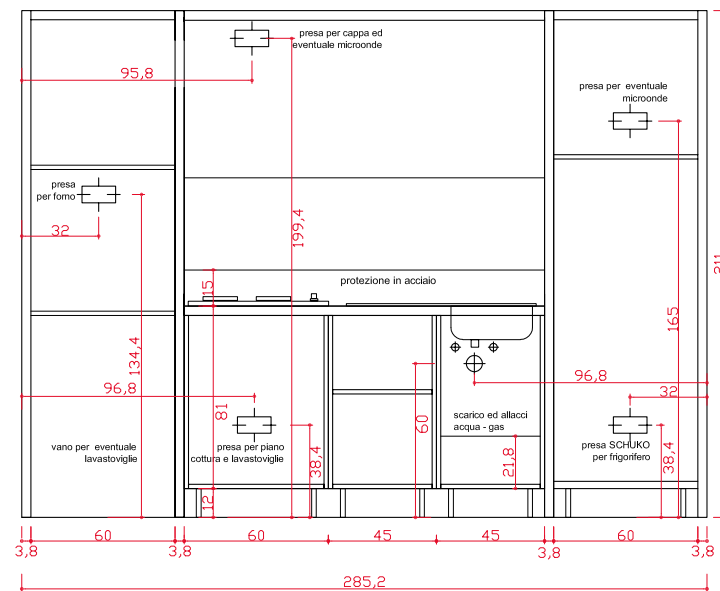 presa per cappa ed
eventuale microonde
95,8
presa per eventuale
microonde
presa
per forno
32
199,4
15
protezione in acciaio
165
134,4
96,8
96,8
32
81
60
scarico ed allacci
acqua - gas
vano per eventuale
lavastoviglie
presa per piano
cottura e lavastoviglie
38,4
21,8
presa SCHUKO
per frigorifero
38,4
12
60
60
45
45
60
3,8
3,8
3,8
3,8
285,2